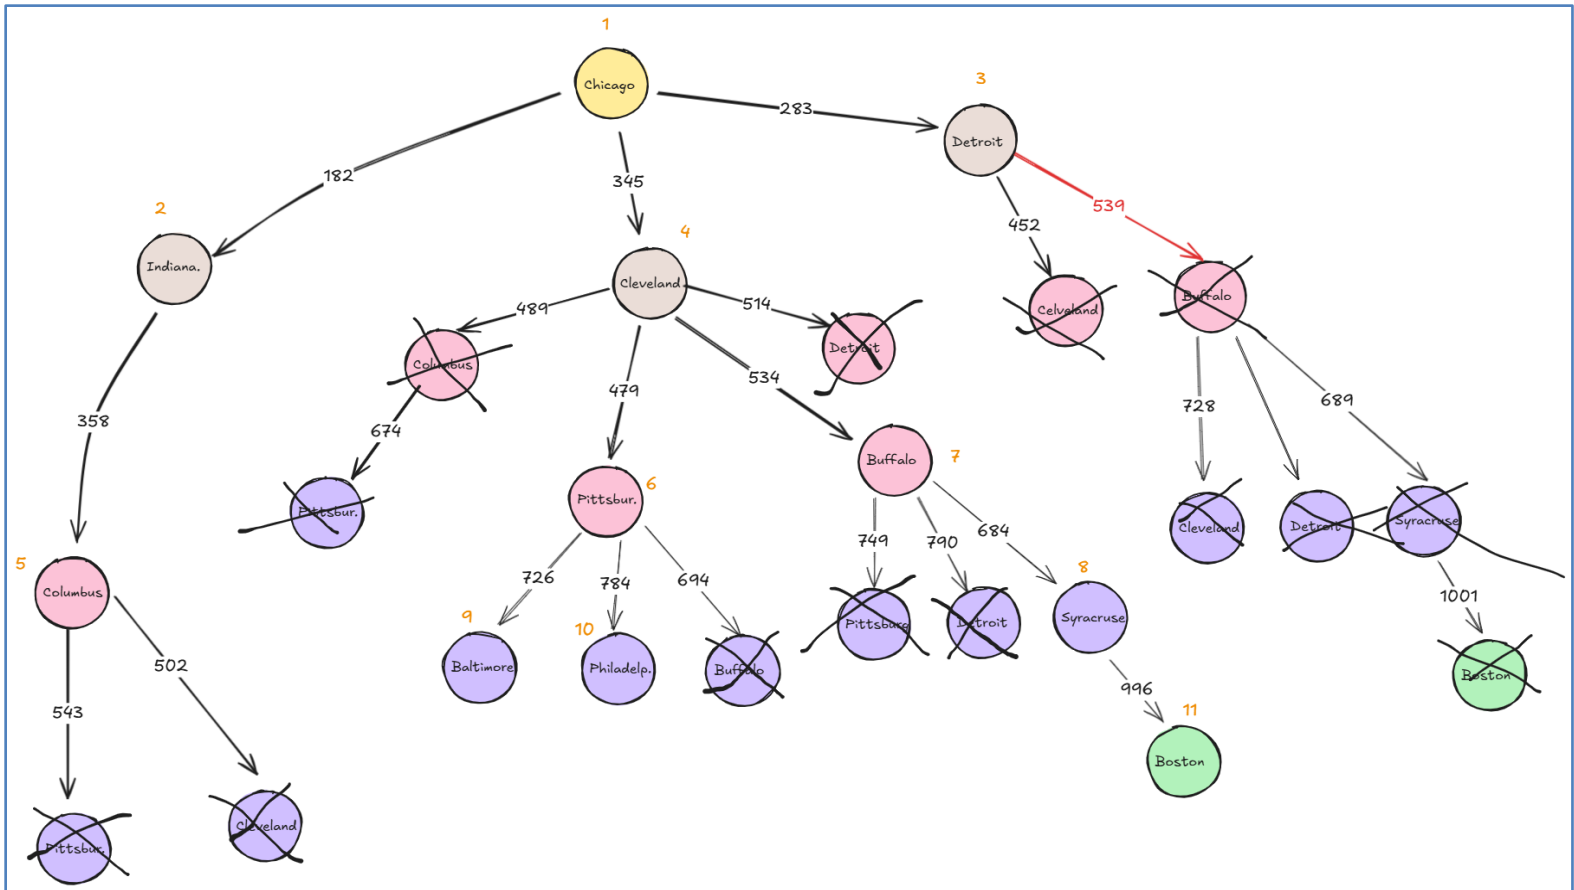 1
Chicago
3
283
Detroit
182
345
539
2
4
452
Indiana.
Cleveland
489
514
Celveland
Buffalo
Columbus
Detroit
534
479
358
674
728
689
Pittsbur.
Pittsbur.
6
Buffalo
7
5
Columbus
749
790
684
Cleveland
Detroit
Syracruse
726
784
694
8
1001
9
10
Pittsburg
Detroit
Syracruse
502
Baltimore
Philadelp.
Buffalo
Boston
543
996
11
Boston
Pittsbur.
Cleveland